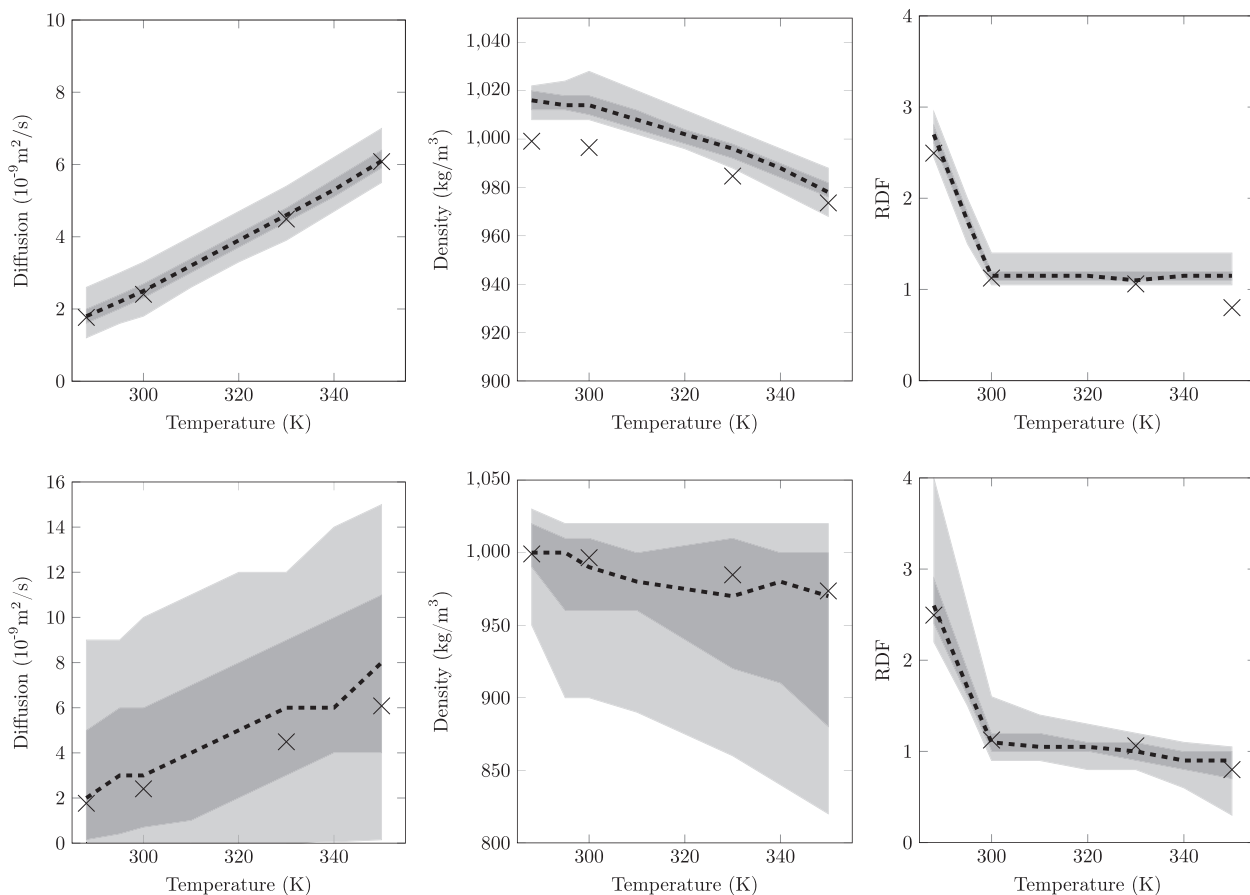 10
8
6
4
2
0
Diffusion (10⁻⁹m²/s)
300 320 340
Temperature (K)
1,040
1,020
1,000
980
960
940
920
900
Density (kg/m³)
300 320 340
Temperature (K)
4
3
2
1
0
RDF
300 320 340
Temperature (K)
16
14
12
10
8
6
4
2
0
Diffusion (10⁻⁹m²/s)
300 320 340
Temperature (K)
1,050
1,000
950
900
850
800
Density (kg/m³)
300 320 340
Temperature (K)
4
3
2
1
0
RDF
300 320 340
Temperature (K)